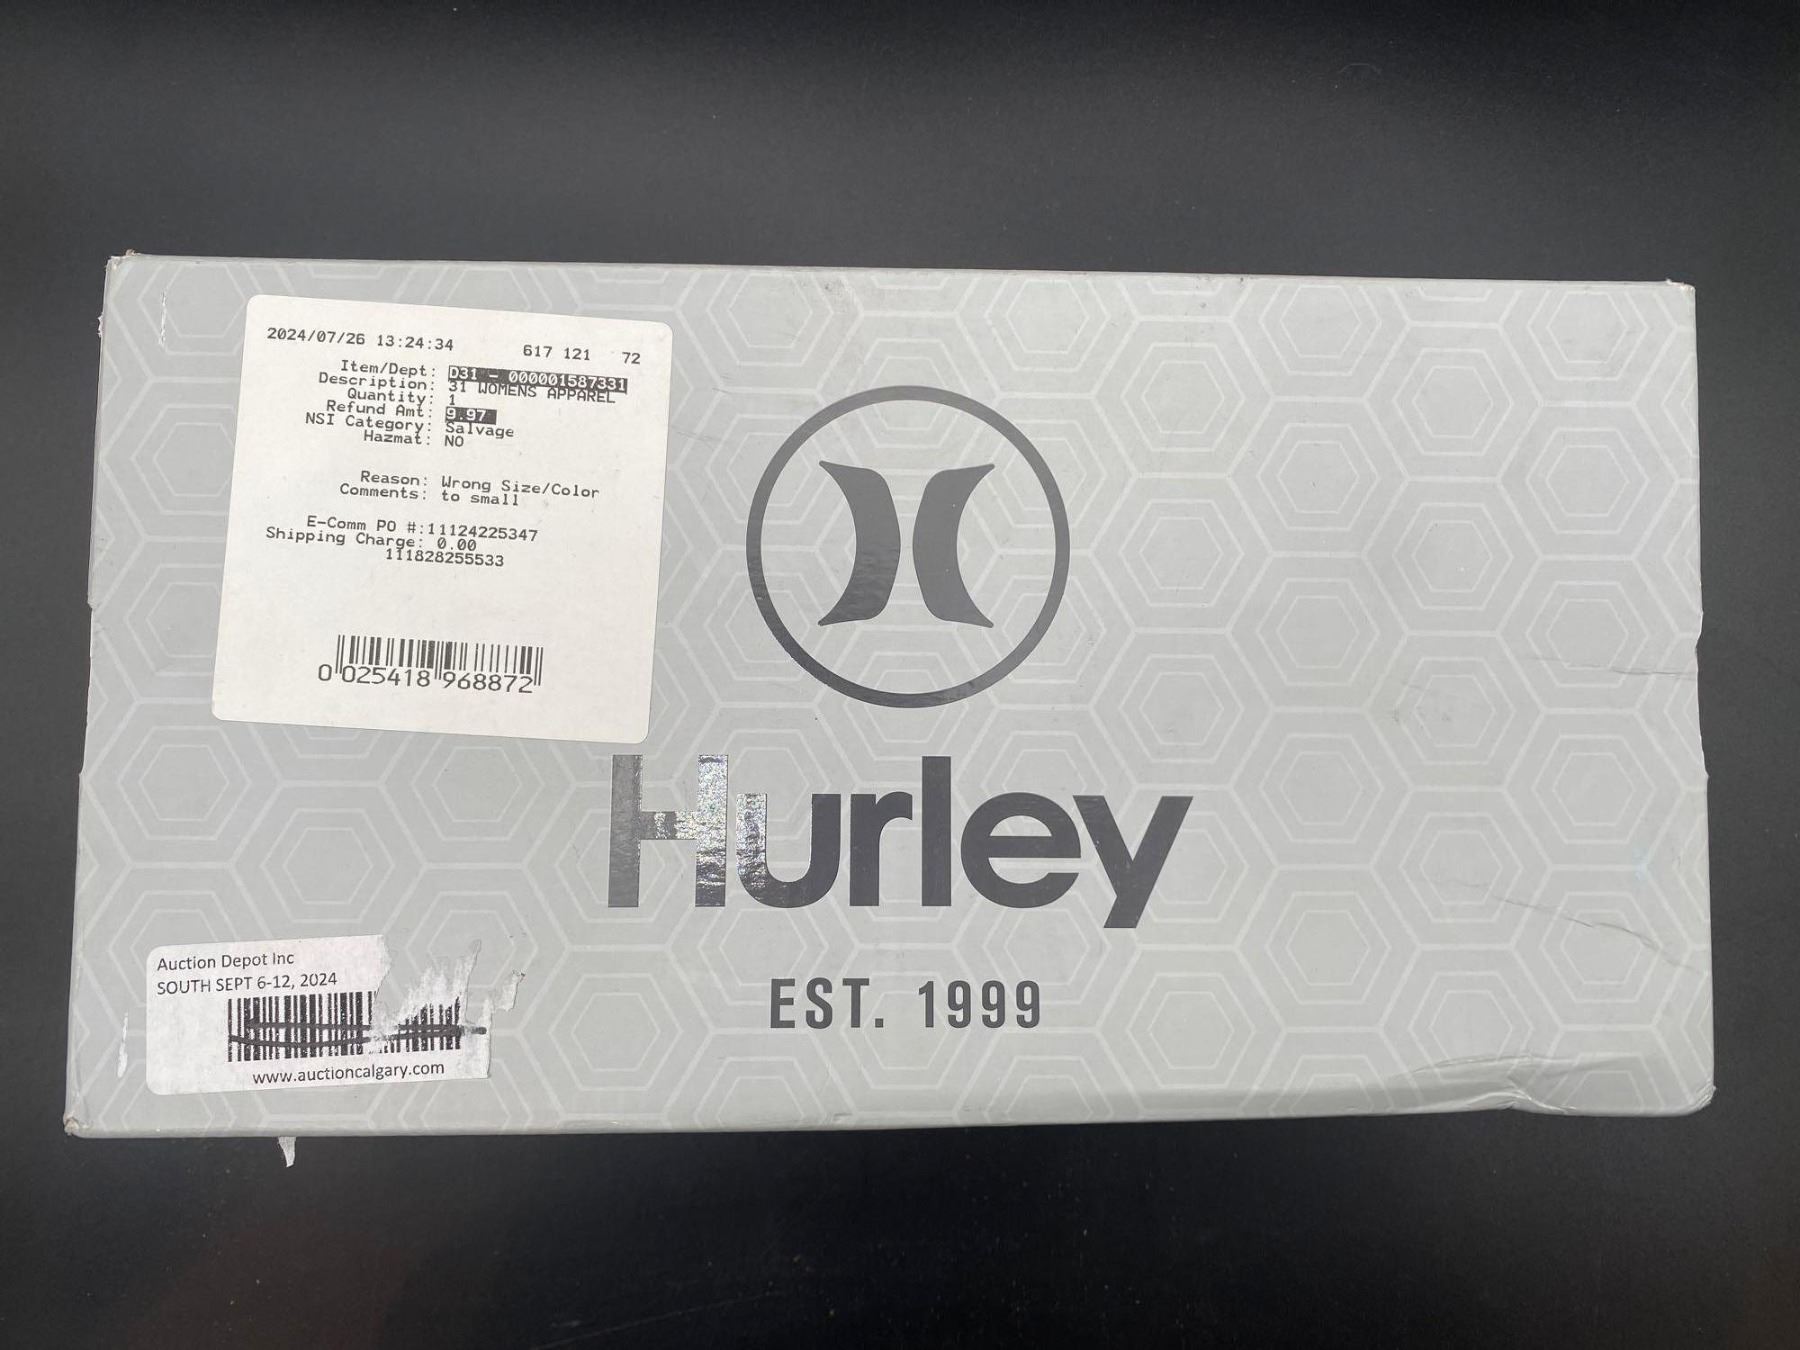 2024/07/26 13:24:34 617 121 72
Item/Dept: D31 - 000001587331
Description: 31 WOMENS APPAREL
Quantity: 1
Refund Amt: 9.97
NSI Category: Salvage
Hazmat: NO
Reason: Wrong Size/Color
Comments: to small
E-Comm PO #:11124225347
Shipping Charge: 0.00
111828255533
0 025418 968872
Hurley
EST. 1999
Auction Depot Inc
SOUTH SEPT 6-12, 2024
www.auctioncalgary.com